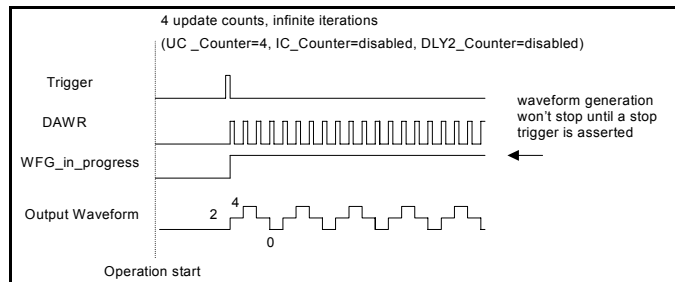 4 update counts, infinite iterations
(UC _Counter=4, IC_Counter=disabled, DLY2_Counter=disabled)
Trigger
DAWR
WFG_in_progress
Output Waveform
waveform generation
won't stop until a stop
trigger is asserted
4
2
0
Operation start